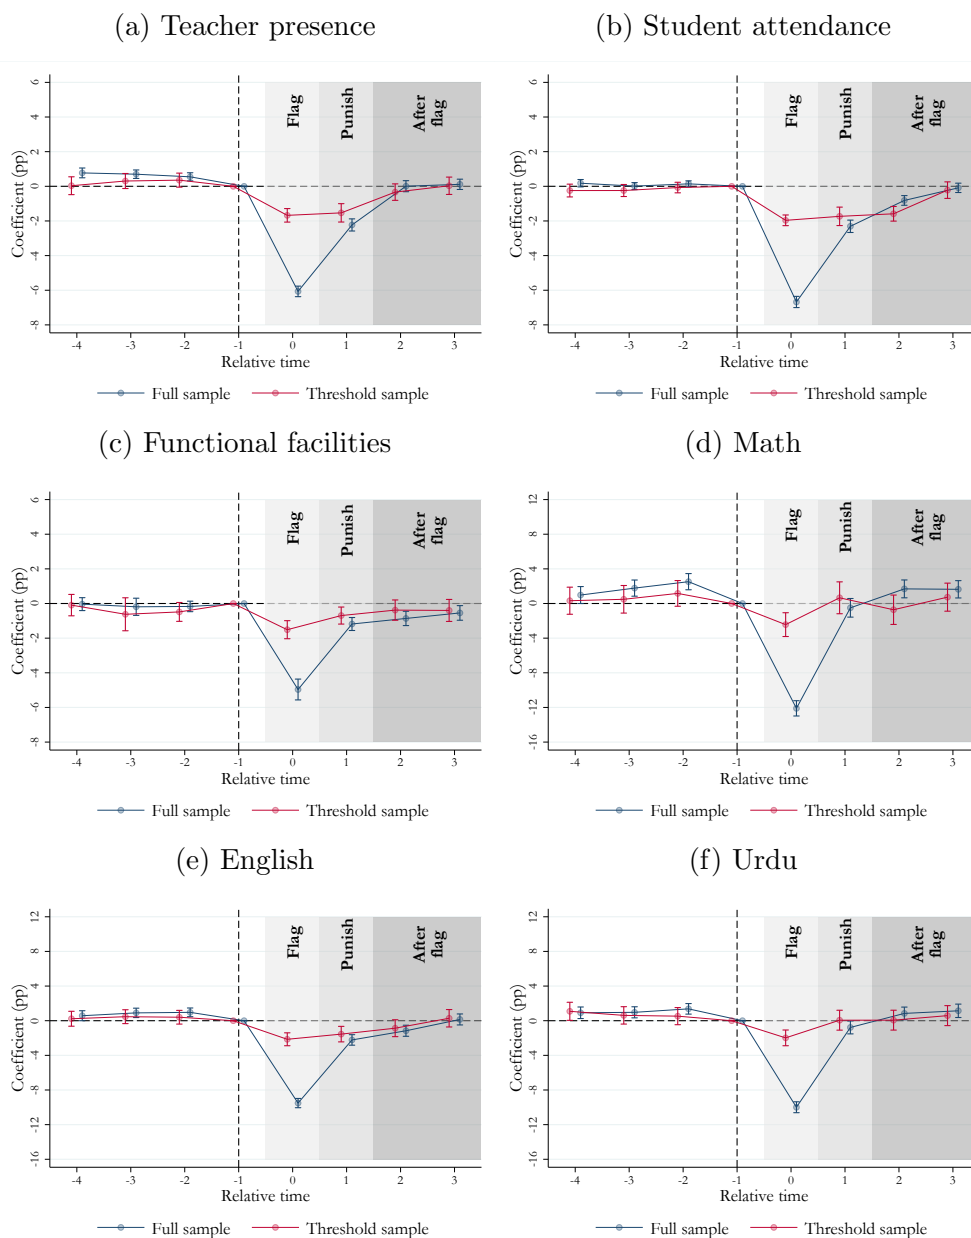 (a) Teacher presence
(b) Student attendance
6
4
2
0
-2
-4
-6
-8
Coefficient (pp)
Flag
Punish
After
flag
-4 -3 -2 -1 0 1 2 3
Relative time
Full sample Threshold sample
6
4
2
0
-2
-4
-6
-8
Coefficient (pp)
Flag
Punish
After
flag
-4 -3 -2 -1 0 1 2 3
Relative time
Full sample Threshold sample
(c) Functional facilities
(d) Math
6
4
2
0
-2
-4
-6
-8
Coefficient (pp)
Flag
Punish
After
flag
-4 -3 -2 -1 0 1 2 3
Relative time
Full sample Threshold sample
12
8
4
0
-4
-8
-12
-16
Coefficient (pp)
Flag
Punish
After
flag
-4 -3 -2 -1 0 1 2 3
Relative time
Full sample Threshold sample
(e) English
(f) Urdu
12
8
4
0
-4
-8
-12
-16
Coefficient (pp)
Flag
Punish
After
flag
-4 -3 -2 -1 0 1 2 3
Relative time
Full sample Threshold sample
12
8
4
0
-4
-8
-12
-16
Coefficient (pp)
Flag
Punish
After
flag
-4 -3 -2 -1 0 1 2 3
Relative time
Full sample Threshold sample